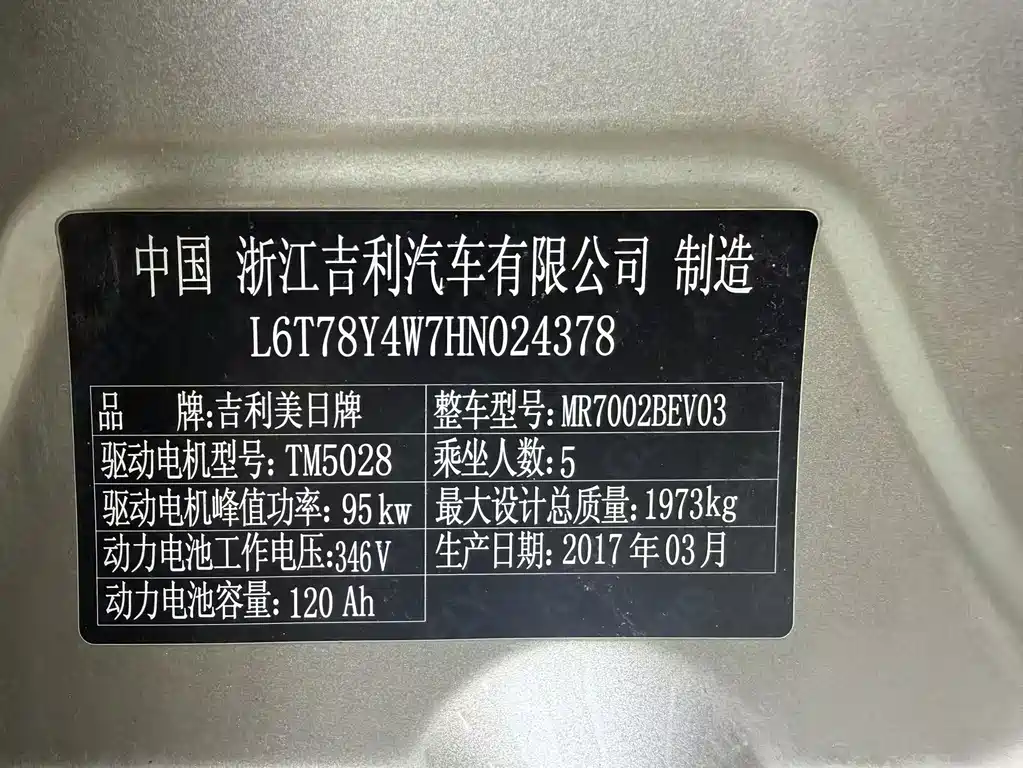 中国 浙江吉利汽车有限公司 制造
L6T78Y4W7HN024378
品 牌:吉利美日牌 整车型号:MR7002BEV03
驱动电机型号:TM5028 乘坐人数:5
驱动电机峰值功率:95kw 最大设计总质量:1973kg
动力电池工作电压:346V 生产日期:2017年03月
动力电池容量:120 Ah